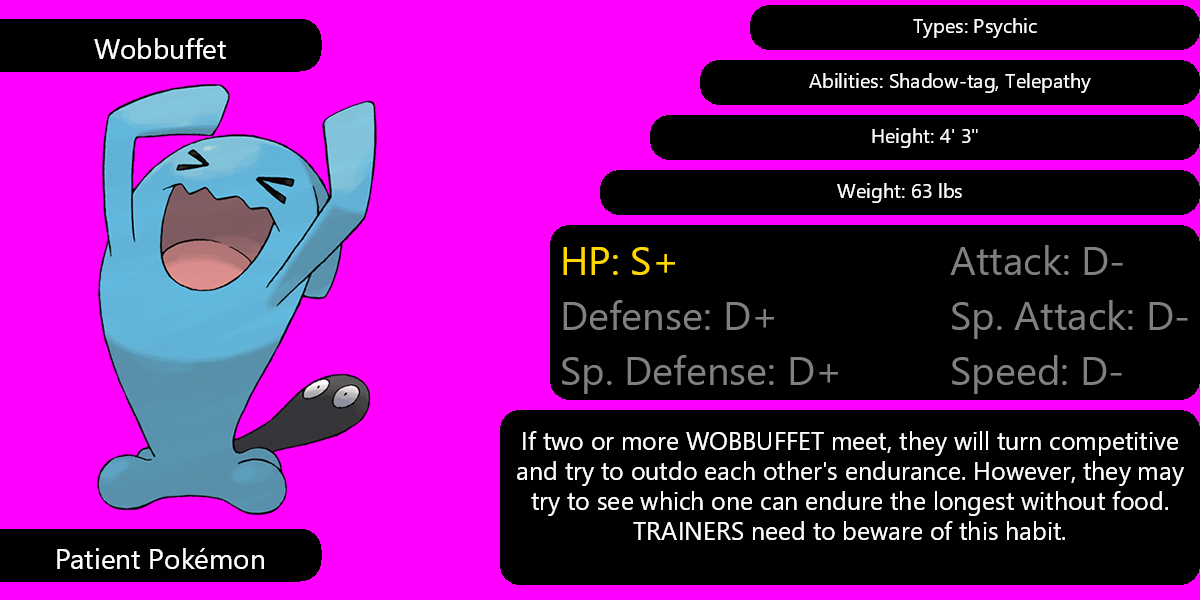 Wobbuffet
Types: Psychic
Abilities: Shadow-tag, Telepathy
Height: 4' 3"
Weight: 63 lbs
HP: S+
Attack: D-
Defense: D+
Sp. Attack: D-
Sp. Defense: D+
Speed: D-
If two or more WOBBUFFET meet, they will turn competitive
and try to outdo each other's endurance. However, they may
try to see which one can endure the longest without food.
TRAINERS need to beware of this habit.
Patient Pokémon